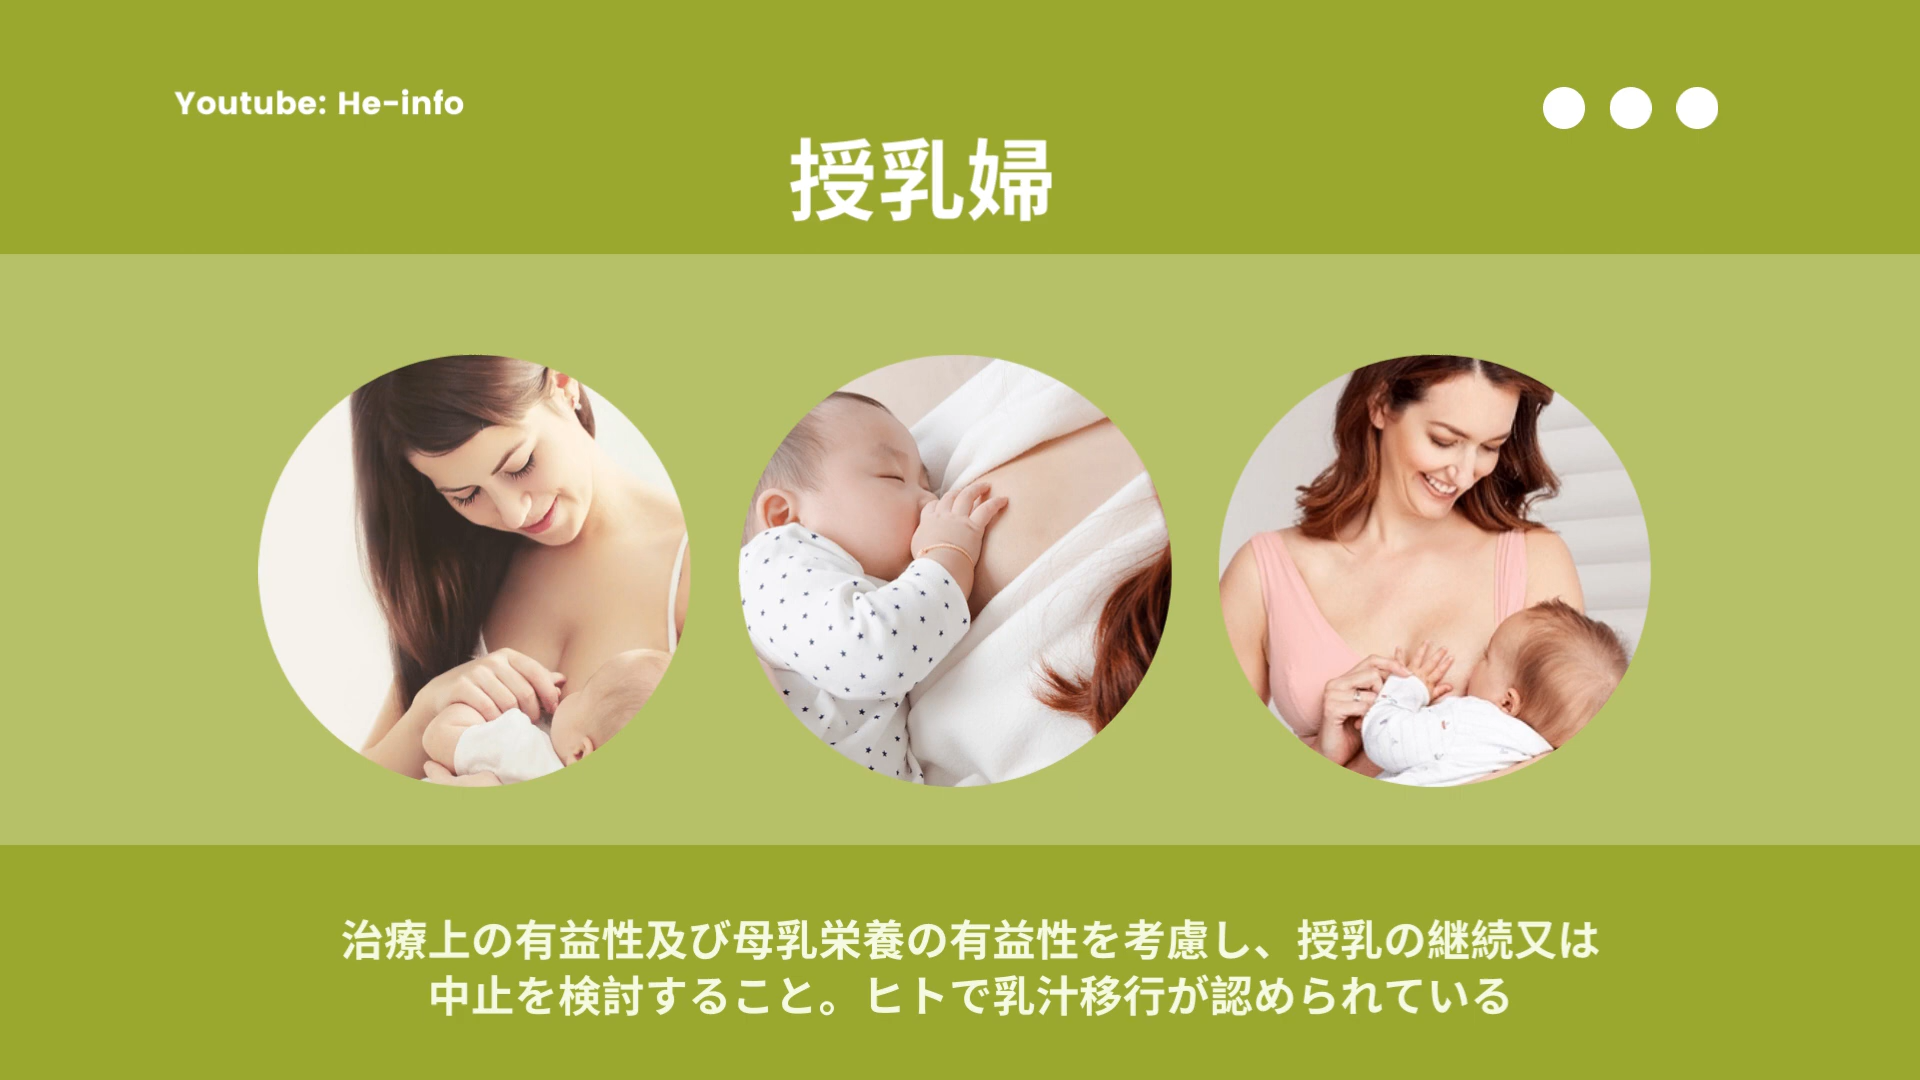 Youtube: He-info
授乳婦
治療上の有益性及び母乳栄養の有益性を考慮し、授乳の継続又は
中止を検討すること。ヒトで乳汁移行が認められている